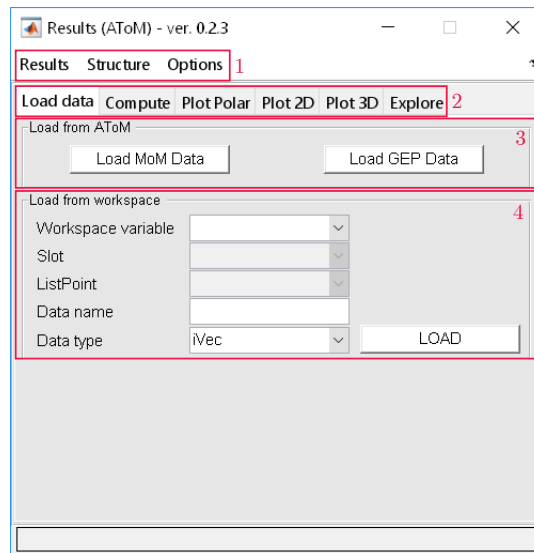 Results (AToM) - ver. 0.2.3
Results Structure Options 1
Load data Compute Plot Polar Plot 2D Plot 3D Explore 2
Load from AToM 3
Load MoM Data Load GEP Data
Load from workspace 4
Workspace variable
Slot
ListPoint
Data name
Data type iVec LOAD